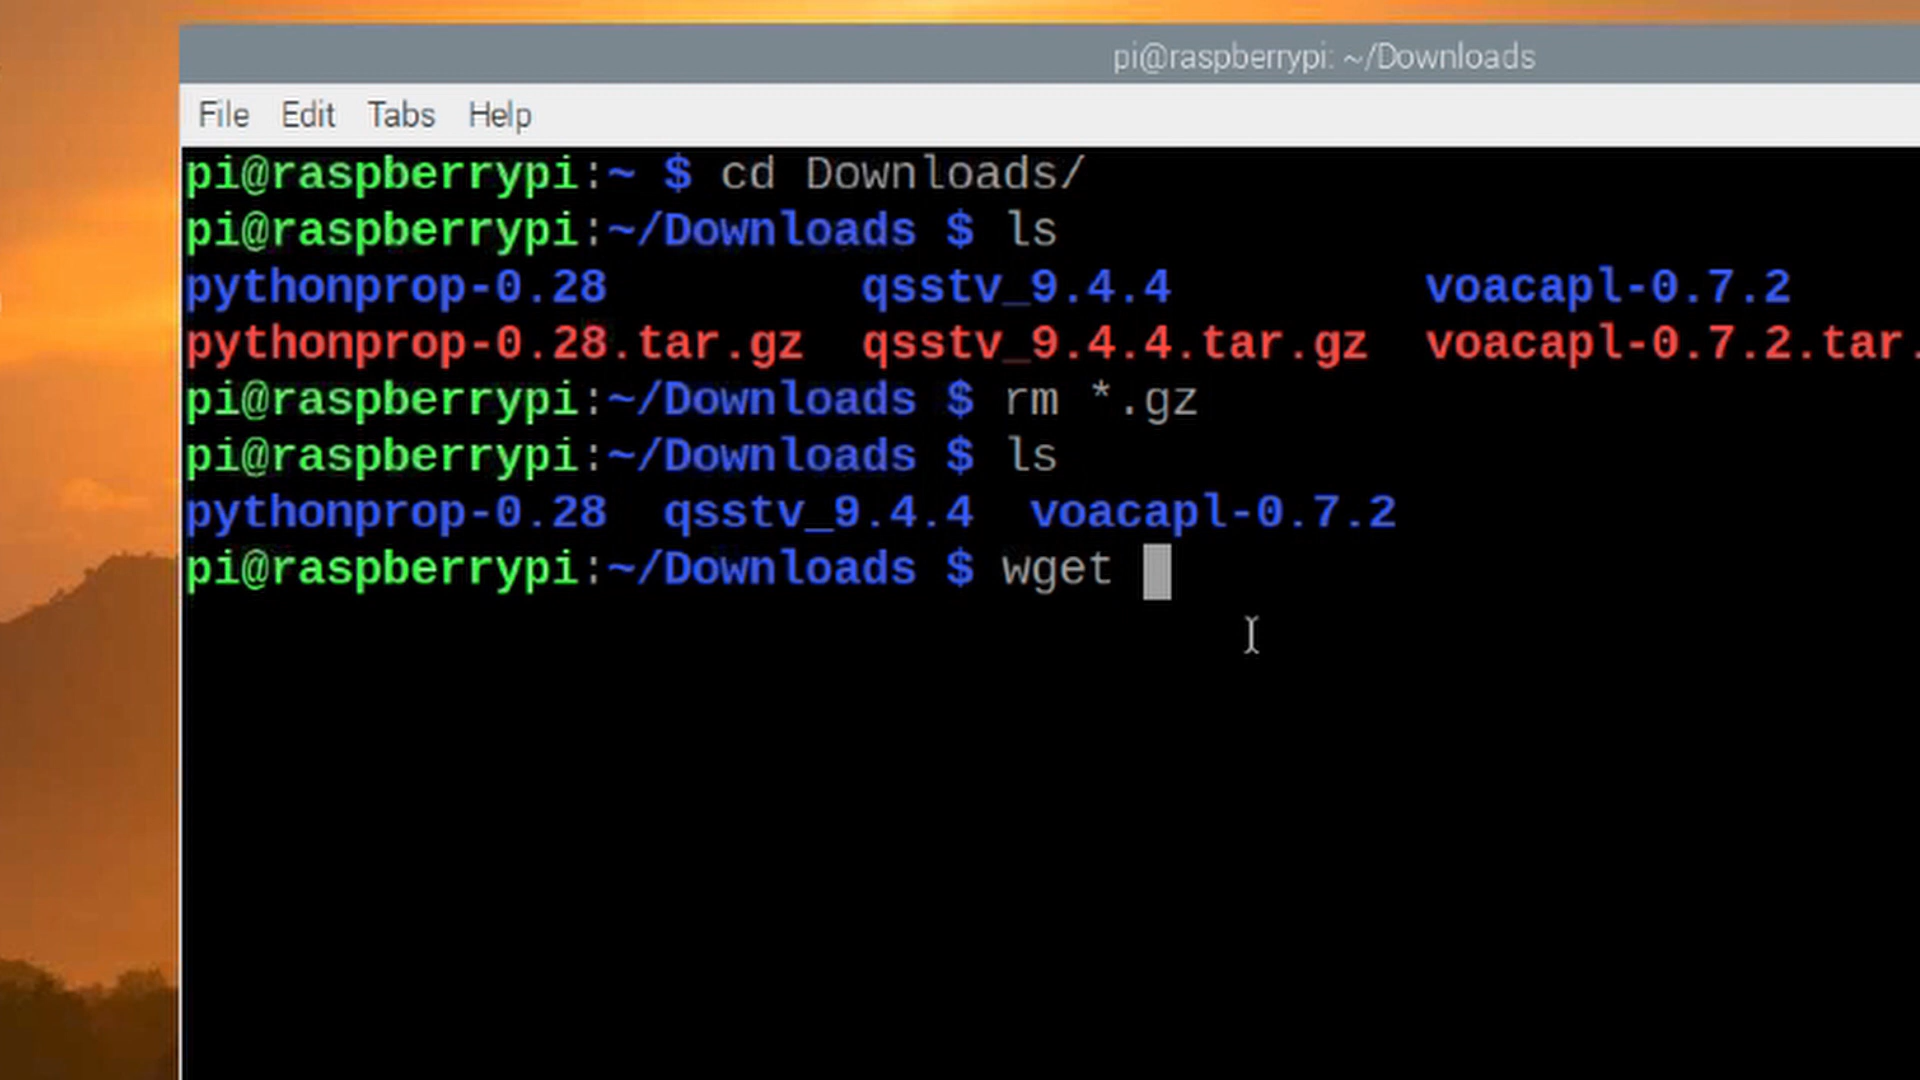 pi@raspberrypi: ~/Downloads
File Edit Tabs Help
pi@raspberrypi:~ $ cd Downloads/
pi@raspberrypi:~/Downloads $ ls
pythonprop-0.28 qsstv_9.4.4 voacapl-0.7.2
pythonprop-0.28.tar.gz qsstv_9.4.4.tar.gz voacapl-0.7.2.tar.
pi@raspberrypi:~/Downloads $ rm *.gz
pi@raspberrypi:~/Downloads $ ls
pythonprop-0.28 qsstv_9.4.4 voacapl-0.7.2
pi@raspberrypi:~/Downloads $ wget